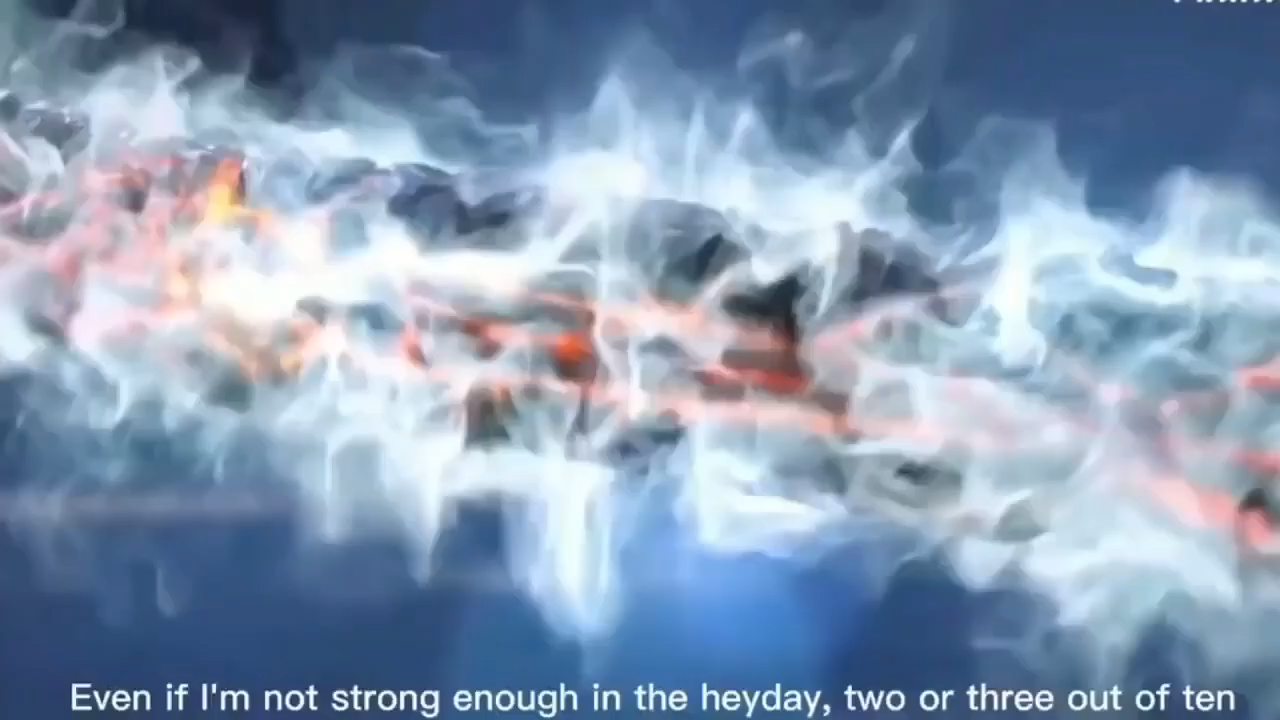 Even if I'm not strong enough in the heyday, two or three out of ten